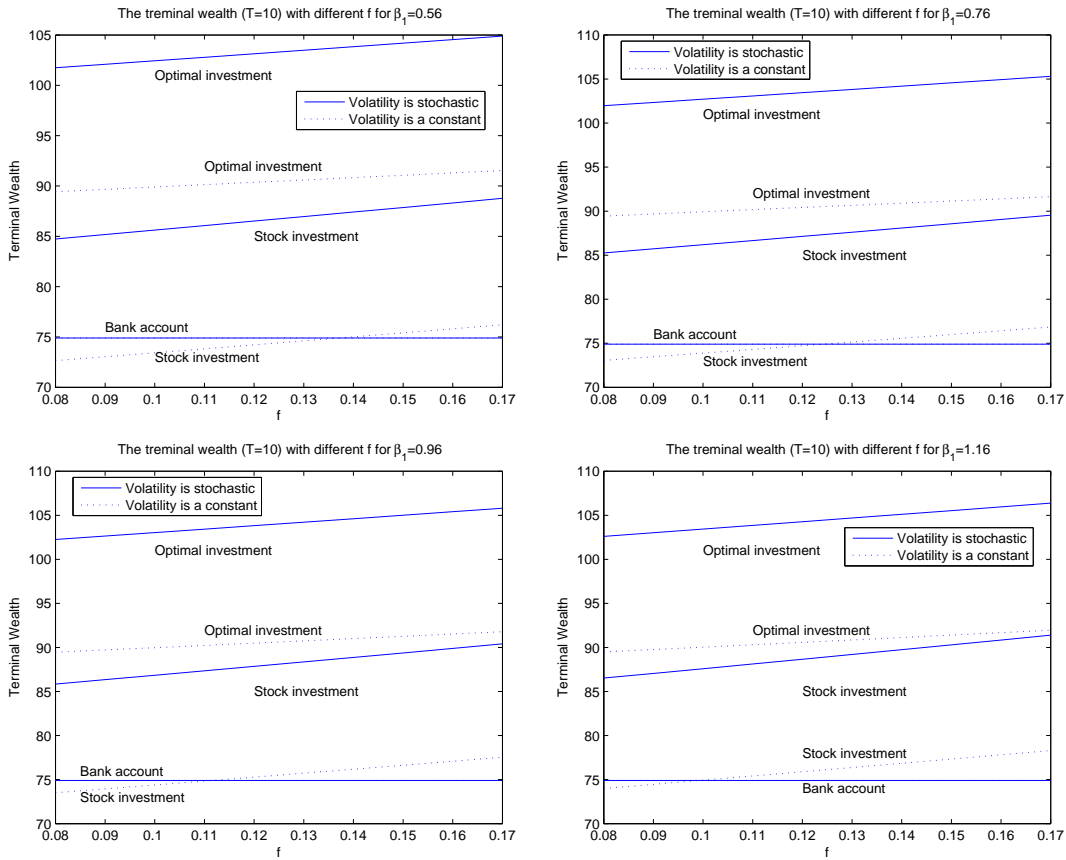 The treminal wealth (T=10) with different f for β₁=0.56
105
100
95
90
85
80
75
70
Terminal Wealth
Optimal investment
Volatility is stochastic
Volatility is a constant
Optimal investment
Stock investment
Bank account
Stock investment
0.08 0.09 0.1 0.11 0.12 0.13 0.14 0.15 0.16 0.17
f
The treminal wealth (T=10) with different f for β₁=0.76
110
105
100
95
90
85
80
75
70
Terminal Wealth
Volatility is stochastic
Volatility is a constant
Optimal investment
Optimal investment
Stock investment
Bank account
Stock investment
0.08 0.09 0.1 0.11 0.12 0.13 0.14 0.15 0.16 0.17
f
The treminal wealth (T=10) with different f for β₁=0.96
110
105
100
95
90
85
80
75
70
Terminal Wealth
Volatility is stochastic
Volatility is a constant
Optimal investment
Optimal investment
Stock investment
Bank account
Stock investment
0.08 0.09 0.1 0.11 0.12 0.13 0.14 0.15 0.16 0.17
f
The treminal wealth (T=10) with different f for β₁=1.16
110
105
100
95
90
85
80
75
70
Terminal Wealth
Optimal investment
Volatility is stochastic
Volatility is a constant
Optimal investment
Stock investment
Stock investment
Bank account
0.08 0.09 0.1 0.11 0.12 0.13 0.14 0.15 0.16 0.17
f